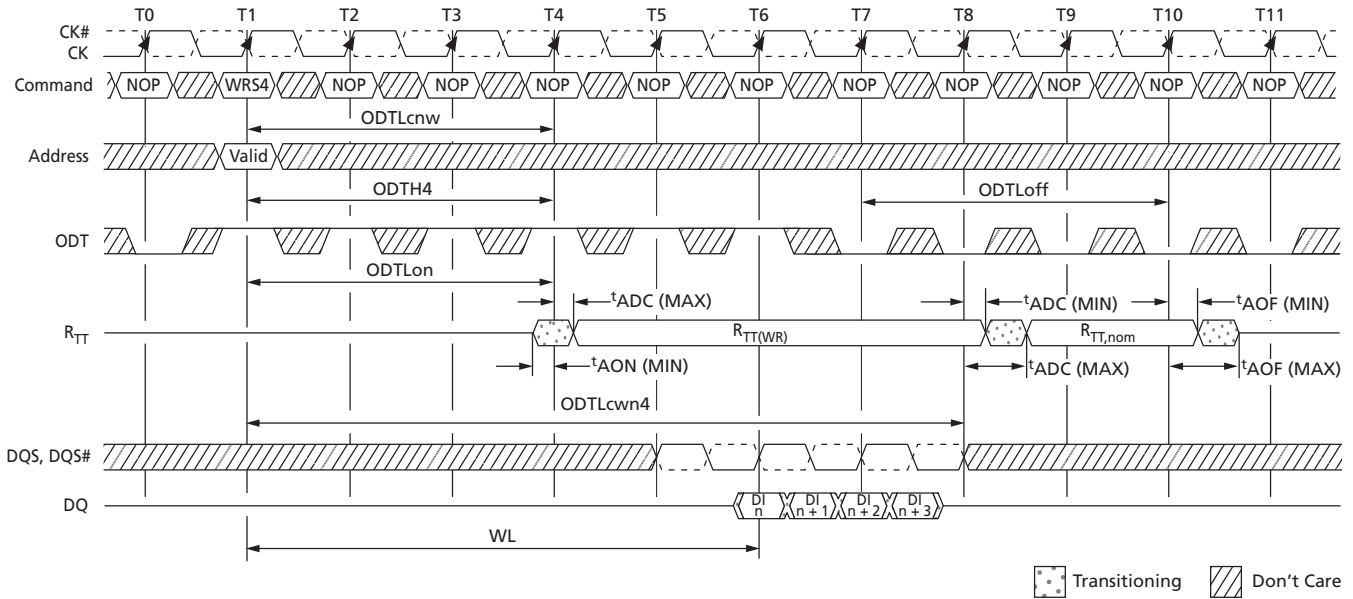 T0 T1 T2 T3 T4 T5 T6 T7 T8 T9 T10 T11
CK#
CK
Command NOP WRS4 NOP NOP NOP NOP NOP NOP NOP NOP NOP NOP
ODTLcnw
Address Valid
ODTH4 ODTLoff
ODT
ODTLon
tADC (MAX) tADC (MIN) tAOF (MIN)
RTT RTT(WR) RTT,nom
tAON (MIN) tADC (MAX) tAOF (MAX)
ODTLcwn4
DQS, DQS#
DQ DI n DI n + 1 DI n + 2 DI n + 3
WL
Transitioning Don't Care